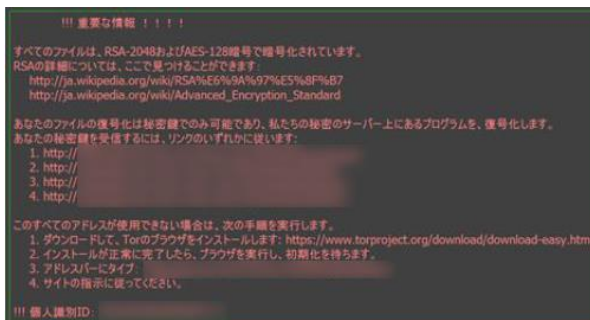 !!! 重要な情報 ！！！！
すべてのファイルは、RSA-2048およびAES-128暗号で暗号化されています。
RSAの詳細については、ここで見つけることができます:
http://ja.wikipedia.org/wiki/RSA%E6%9A%97%E5%8F%B7
http://ja.wikipedia.org/wiki/Advanced_Encryption_Standard
あなたのファイルの復号化は秘密鍵でのみ可能であり、私たちの秘密のサーバー上にあるプログラムを、復号化します。
あなたの秘密鍵を受信するには、リンクのいずれかに従います:
1. http://
2. http://
3. http://
4. http://
このすべてのアドレスが使用できない場合は、次の手順を実行します。
1. ダウンロードして、Torのブラウザをインストールします: https://www.torproject.org/download/download-easy.htm
2. インストールが正常に完了したら、ブラウザを実行し、初期化を待ちます。
3. アドレスバーにタイプ:
4. サイトの指示に従ってください。
!!! 個人識別ID: